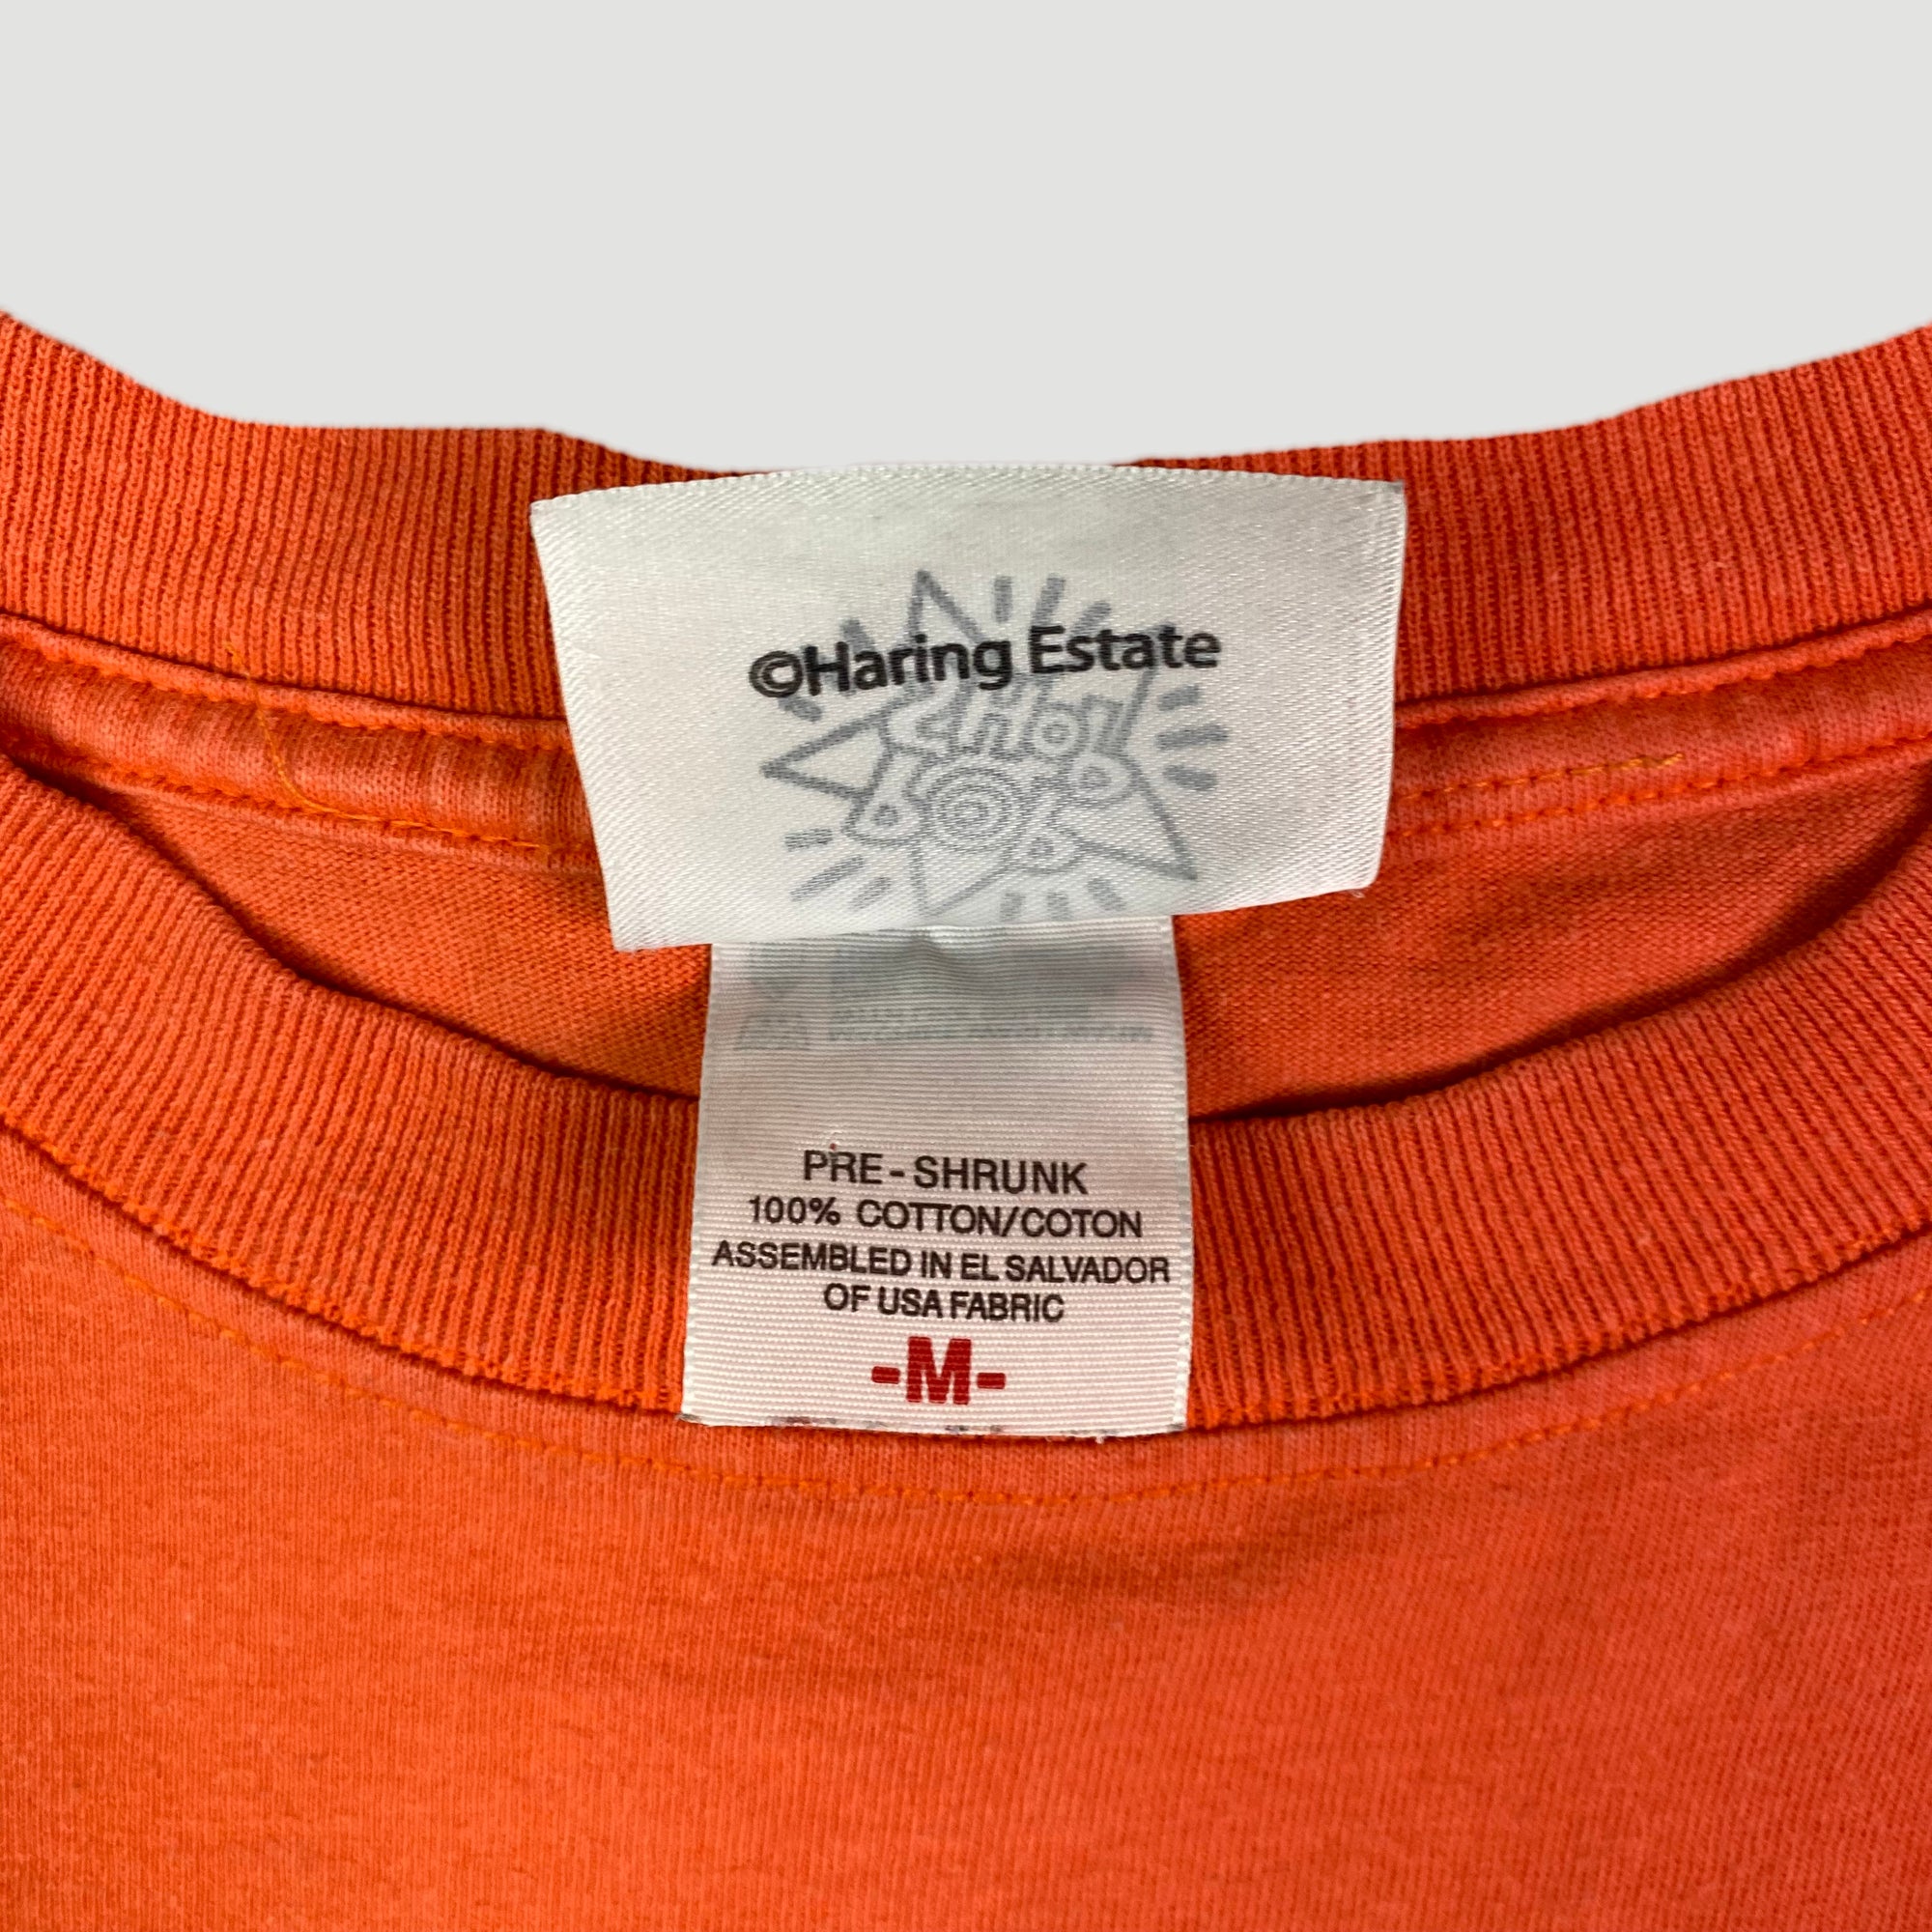 ©Haring Estate
PRE-SHRUNK
100% COTTON/COTON
ASSEMBLED IN EL SALVADOR
OF USA FABRIC
-M-